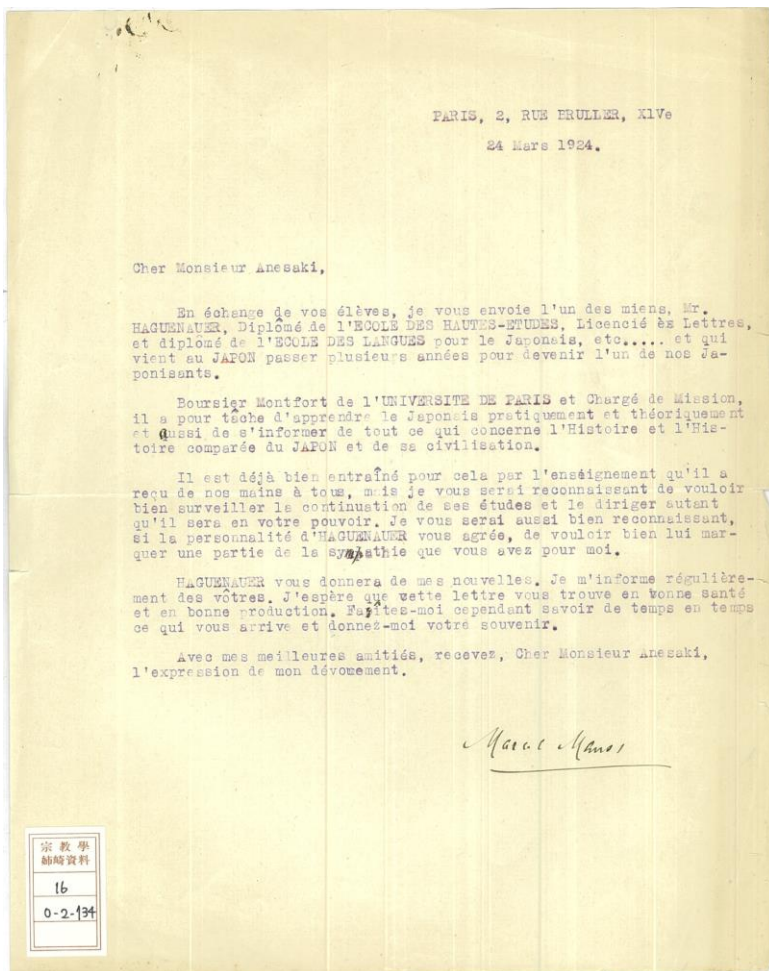 PARIS, 2, RUE BRULLER, XlVe
24 Mars 1924.
Cher Monsieur Anesaki,
En échange de vos élèves, je vous envoie l'un des miens, Mr.
HAGUENAUER, Diplômé de l'ECOLE DES HAUTES-ETUDES, Licencié ès Lettres,
et diplomé de l'ECOLE DES LANGUES pour le Japonais, etc..... et qui
vient au JAPON passer plusieurs années pour devenir l'un de nos Ja-
ponisants.
Boursier Montfort de l'UNIVERSITE DE PARIS et Chargé de Mission,
il a pour tâche d'apprendre le Japonais pratiquement et théoriquement
et aussi de s'informer de tout ce qui concerne l'Histoire et l'His-
toire comparée du JAPON et de sa civilisation.
Il est déjà bien entraîné pour cela par l'enseignement qu'il a
reçu de nos mains à tous, mais je vous serai reconnaissant de vouloir
bien surveiller la continuation de ses études et le diriger autant
qu'il sera en votre pouvoir. Je vous serai aussi bien reconnaissant,
si la personnalité d'HAGUENAUER vous agrée, de vouloir bien lui mar-
quer une partie de la sympathie que vous avez pour moi.
HAGUENAUER vous donnera de mes nouvelles. Je m'informe régulière-
ment des vôtres. J'espère que cette lettre vous trouve en bonne santé
et en bonne production. Faîtes-moi cependant savoir de temps en temps
ce qui vous arrive et donnez-moi votre souvenir.
Avec mes meilleures amitiés, recevez, Cher Monsieur Anesaki,
l'expression de mon dévouement.
Marcel Mauss
宗教學
姉崎資料
16
0-2-134